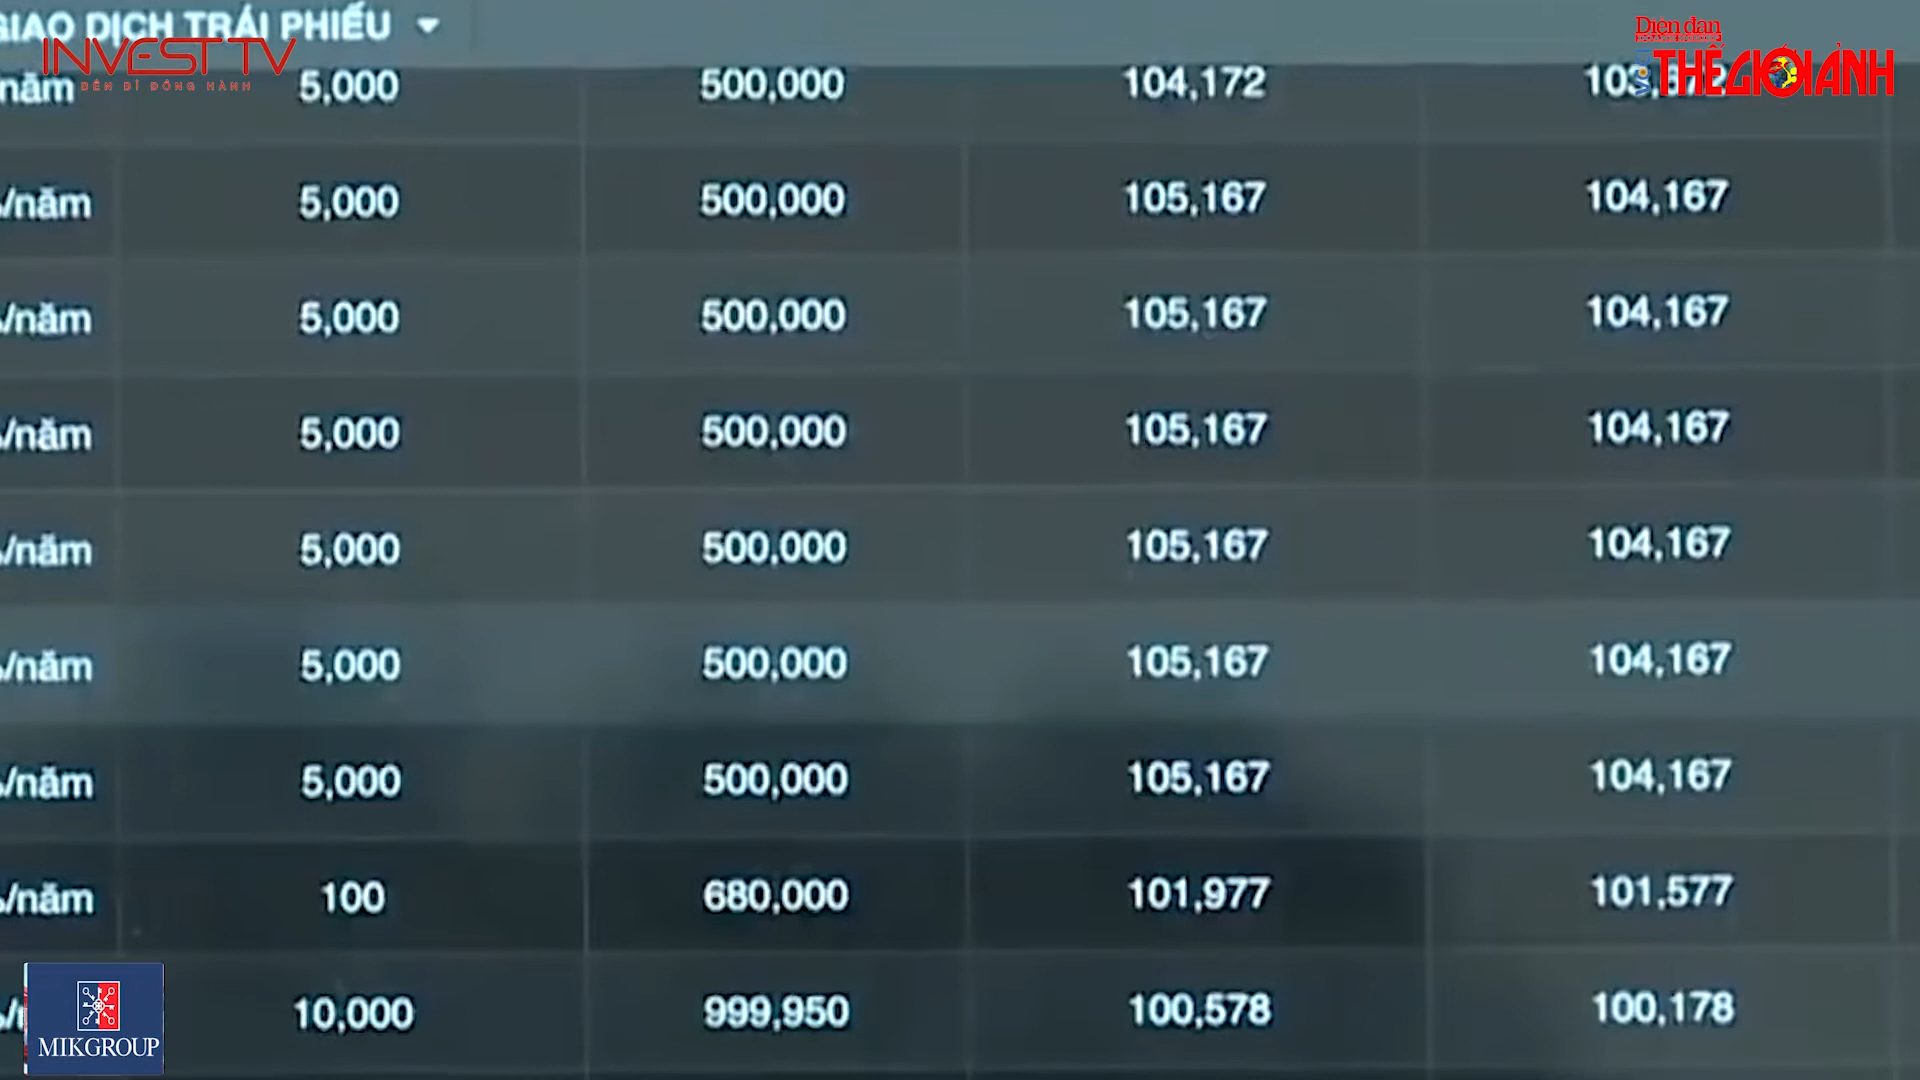 GIAO DỊCH TRÁI PHIẾU
INVEST TV
BỀN BỈ ĐỒNG HÀNH
Diễn đàn
THẾ GIỚI ẢNH
năm 5,000 500,000 104,172
/năm 5,000 500,000 105,167 104,167
/năm 5,000 500,000 105,167 104,167
/năm 5,000 500,000 105,167 104,167
/năm 5,000 500,000 105,167 104,167
/năm 5,000 500,000 105,167 104,167
/năm 5,000 500,000 105,167 104,167
/năm 100 680,000 101,977 101,577
10,000 999,950 100,578 100,178
MIKGROUP